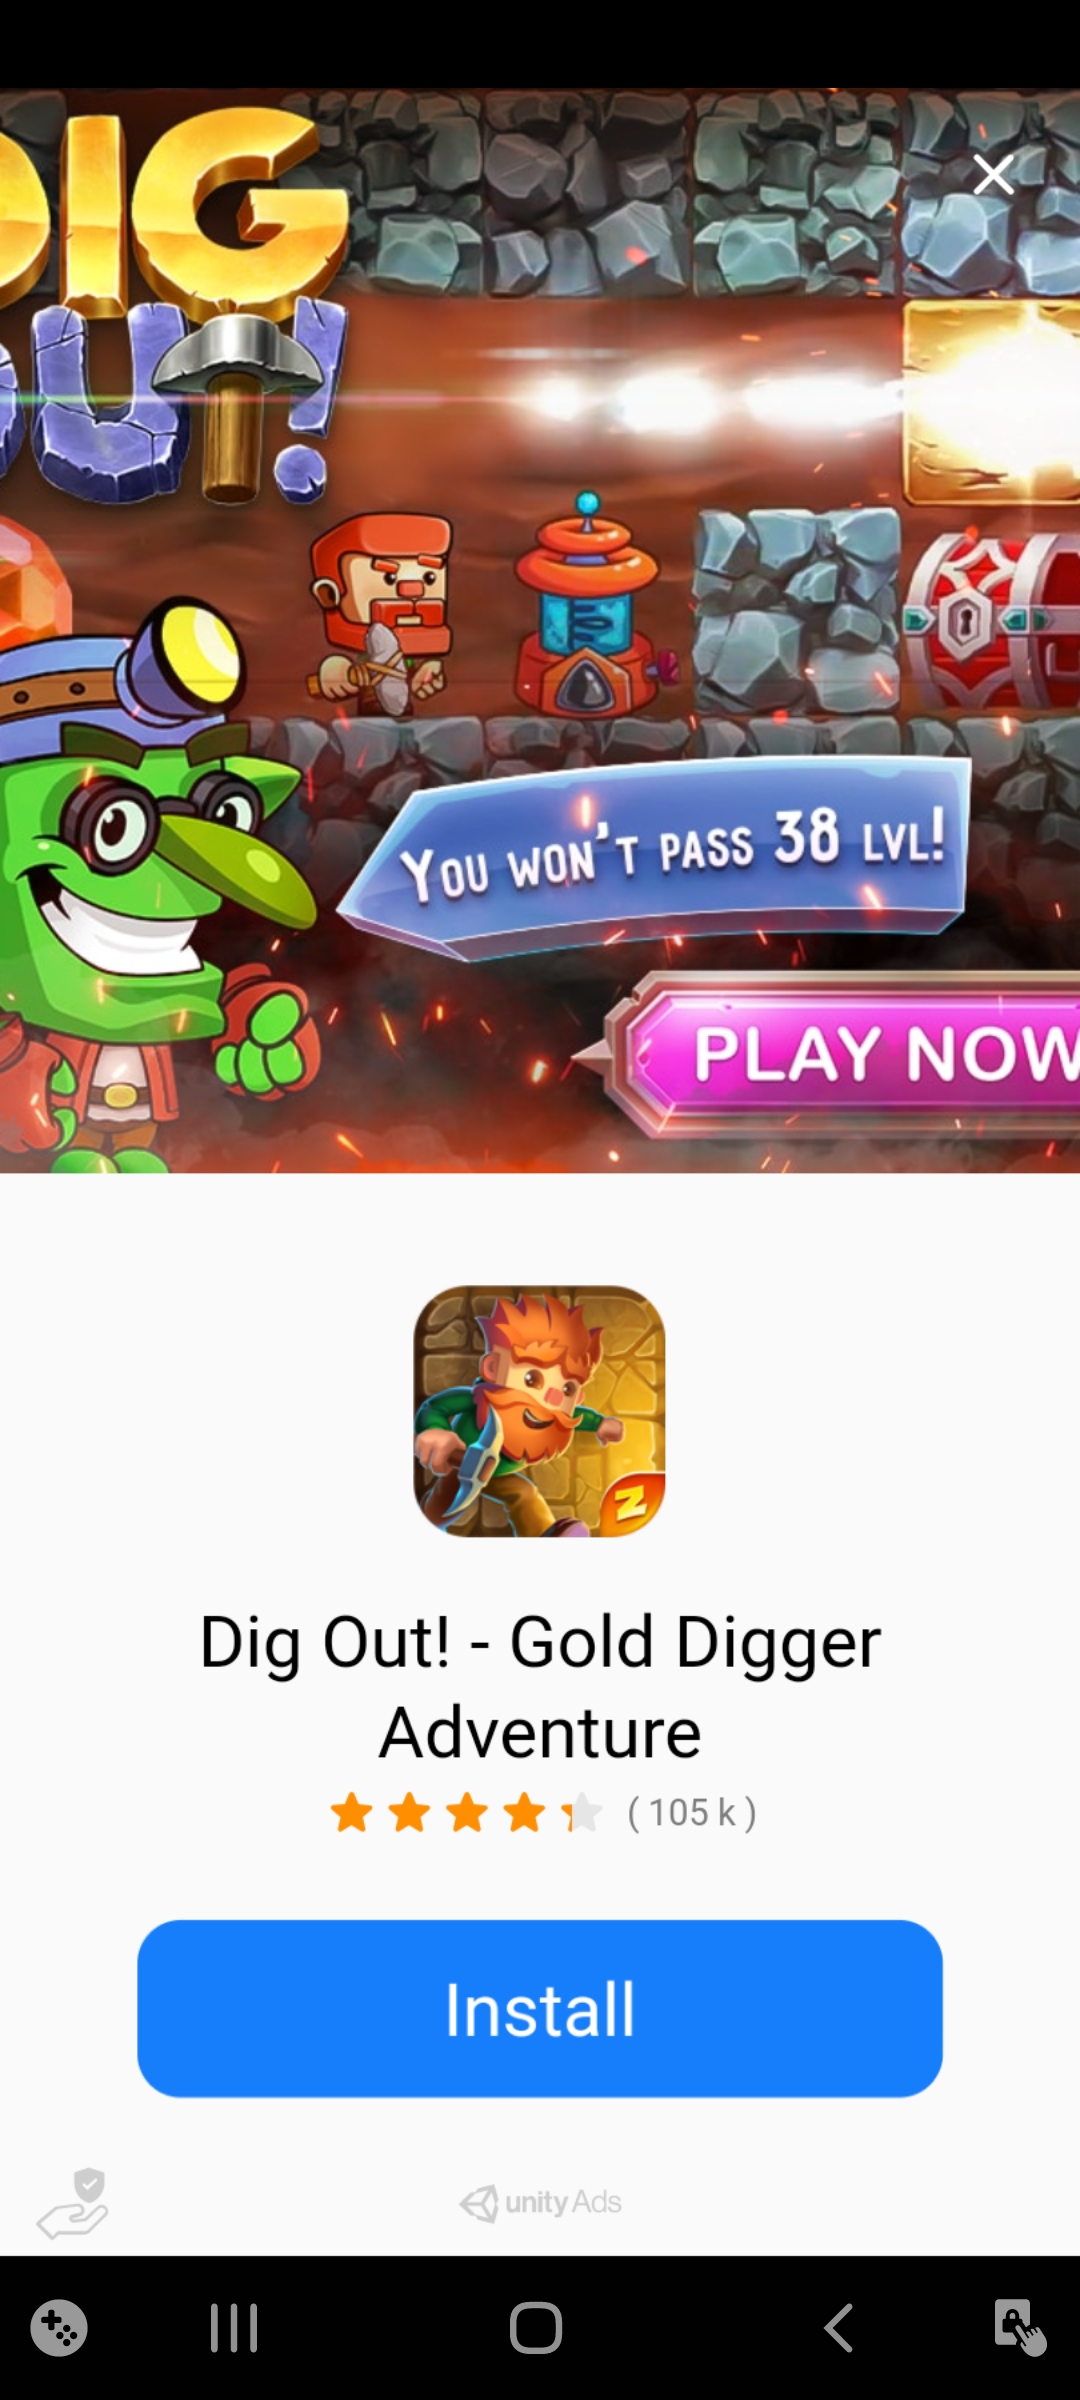 DIG
OUT!
YOU WON'T PASS 38 LVL!
PLAY NOW
Z
Dig Out! - Gold Digger
Adventure
( 105 k )
Install
unity Ads